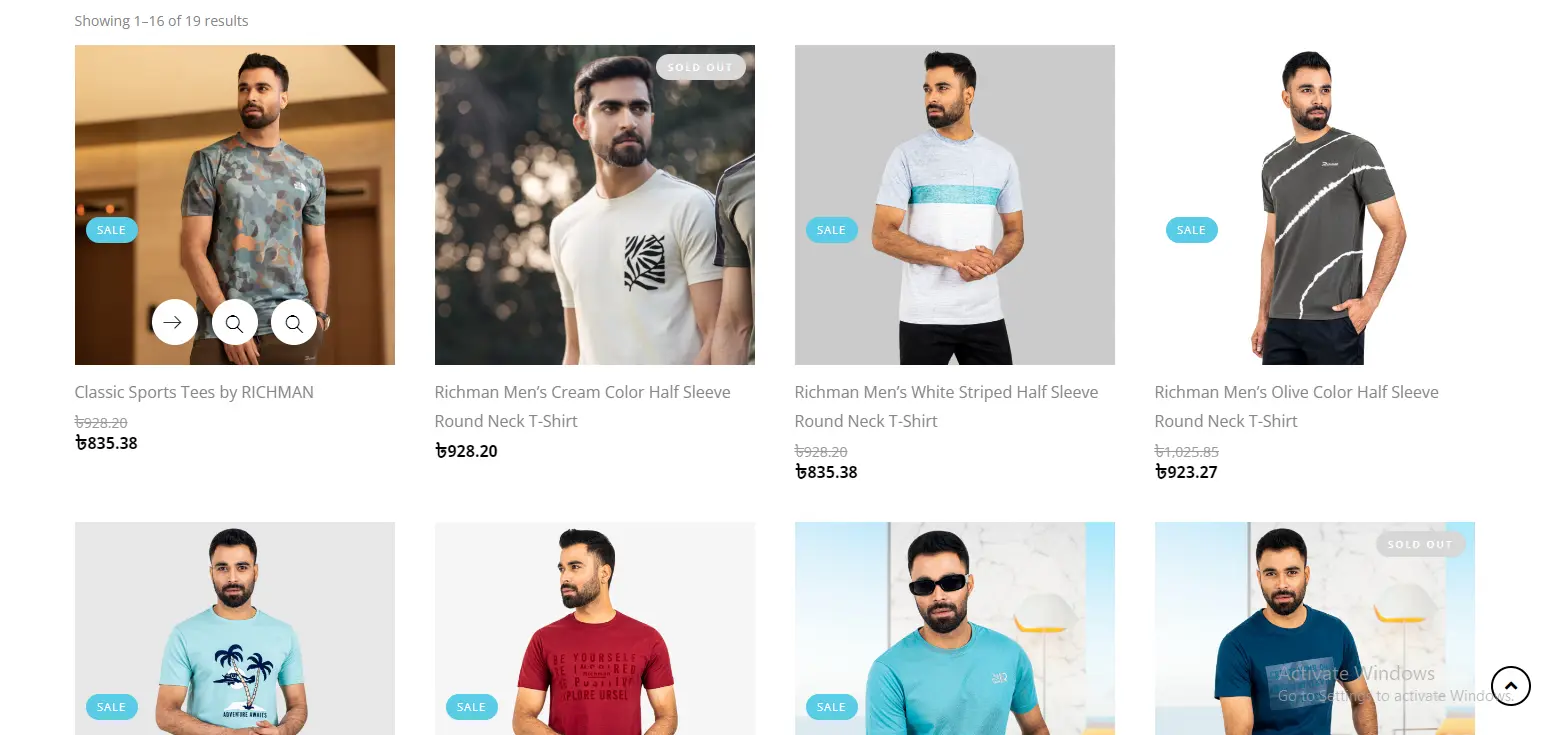 Showing 1–16 of 19 results
SOLD OUT
SALE
SALE
SALE
Classic Sports Tees by RICHMAN
৳928.20
৳835.38
Richman Men’s Cream Color Half Sleeve
Round Neck T-Shirt
৳928.20
Richman Men’s White Striped Half Sleeve
Round Neck T-Shirt
৳928.20
৳835.38
Richman Men’s Olive Color Half Sleeve
Round Neck T-Shirt
৳1,025.85
৳923.27
SOLD OUT
ADVENTURE AWAITS
BE YOURSELF
BE INSPIRED
Richman
POSITIV
PLORE URSEL
SALE
SALE
SALE
Activate Windows
Go to Settings to activate Windows.